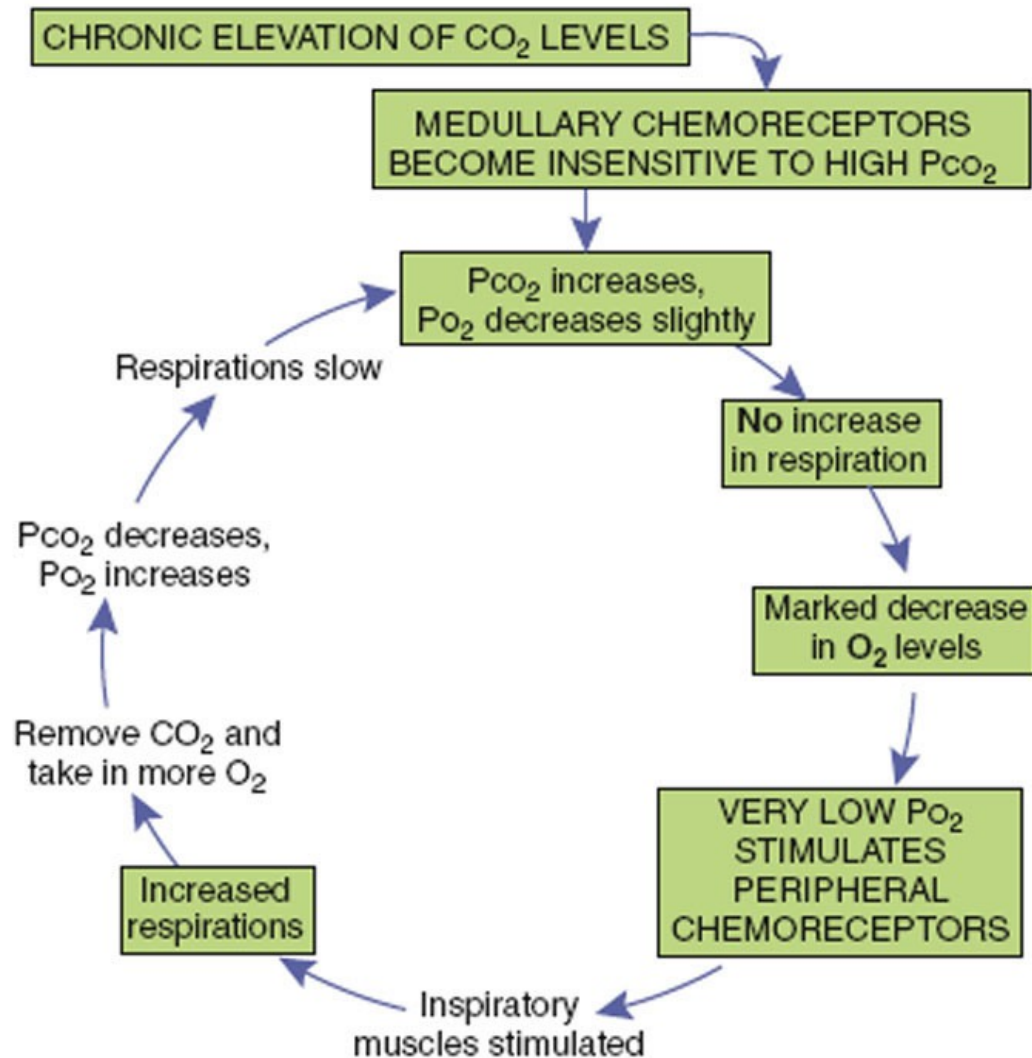 CHRONIC ELEVATION OF CO₂ LEVELS
MEDULLARY CHEMORECEPTORS
BECOME INSENSITIVE TO HIGH Pco₂
Pco₂ increases,
Po₂ decreases slightly
No increase
in respiration
Marked decrease
in O₂ levels
VERY LOW Po₂
STIMULATES
PERIPHERAL
CHEMORECEPTORS
Inspiratory
muscles stimulated
Increased
respirations
Remove CO₂ and
take in more O₂
Pco₂ decreases,
Po₂ increases
Respirations slow